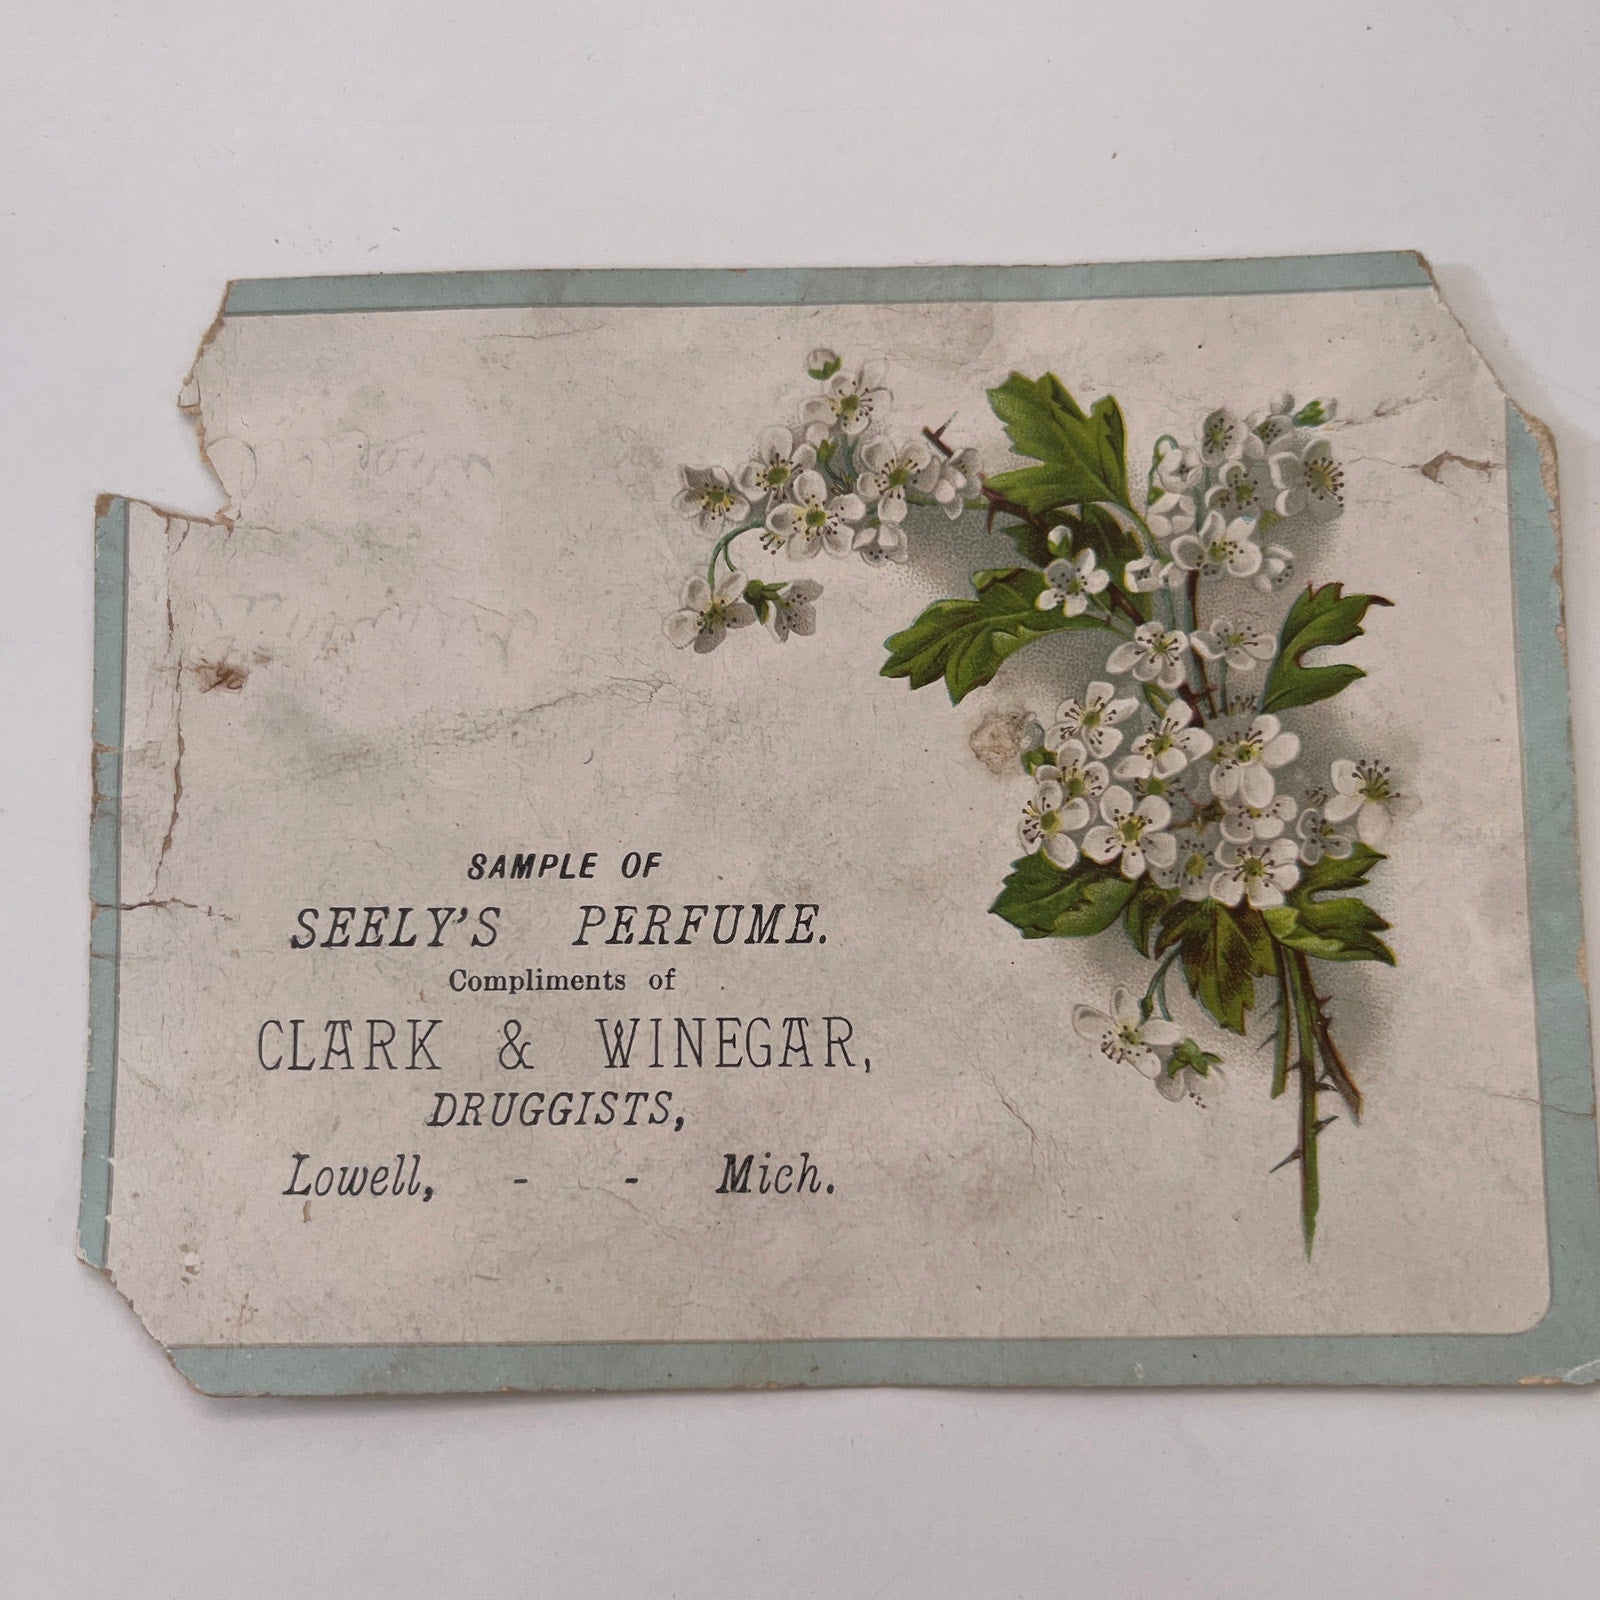 SAMPLE OF
SEELY'S PERFUME.
Compliments of
CLARK & WINEGAR,
DRUGGISTS,
Lowell, - - Mich.